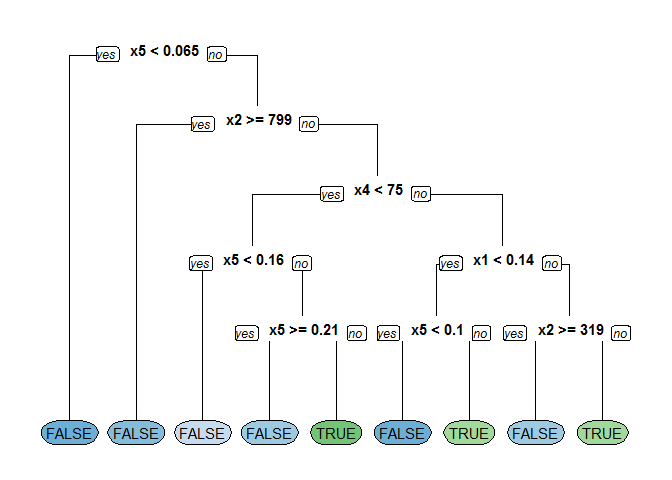 yes x5 < 0.065 no
yes x2 >= 799 no
yes x4 < 75 no
yes x5 < 0.16 no yes x1 < 0.14 no
yes x5 >= 0.21 no yes x5 < 0.1 no yes x2 >= 319 no
FALSE FALSE FALSE FALSE TRUE FALSE TRUE FALSE TRUE